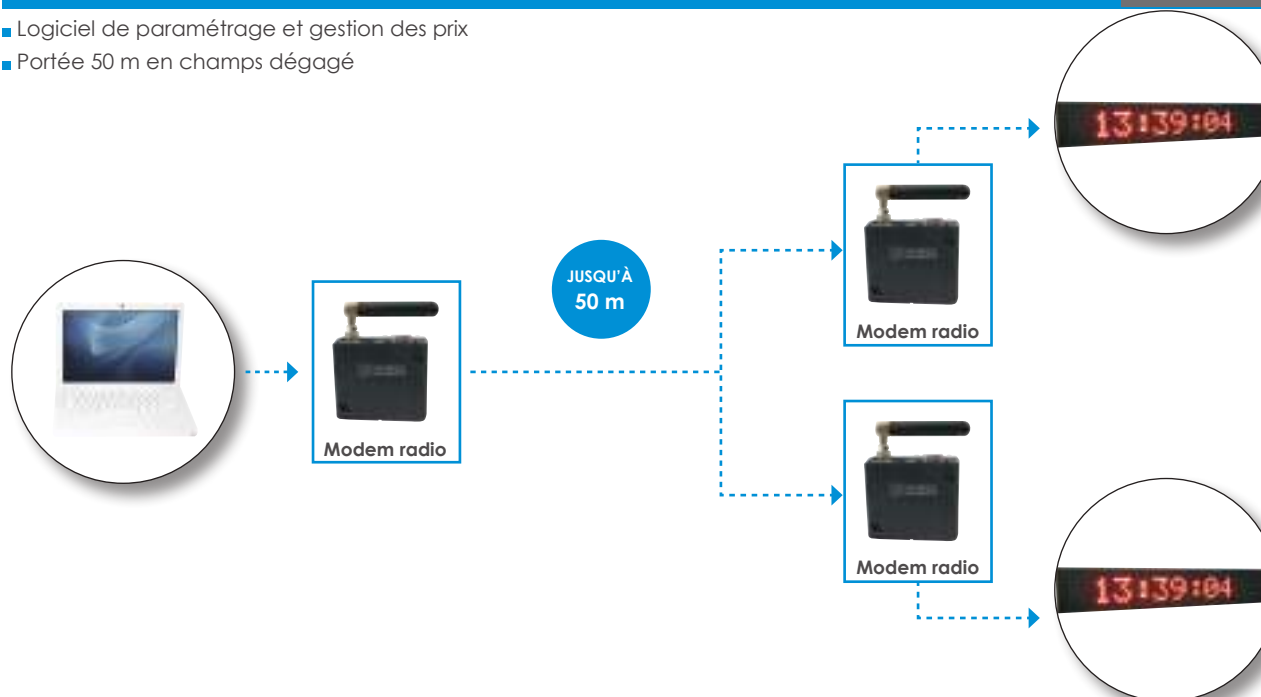 Logiciel de paramétrage et gestion des prix
Portée 50 m en champs dégagé
13:39:04
JUSQU'À
50 m
Modem radio
Modem radio
Modem radio
13:39:04